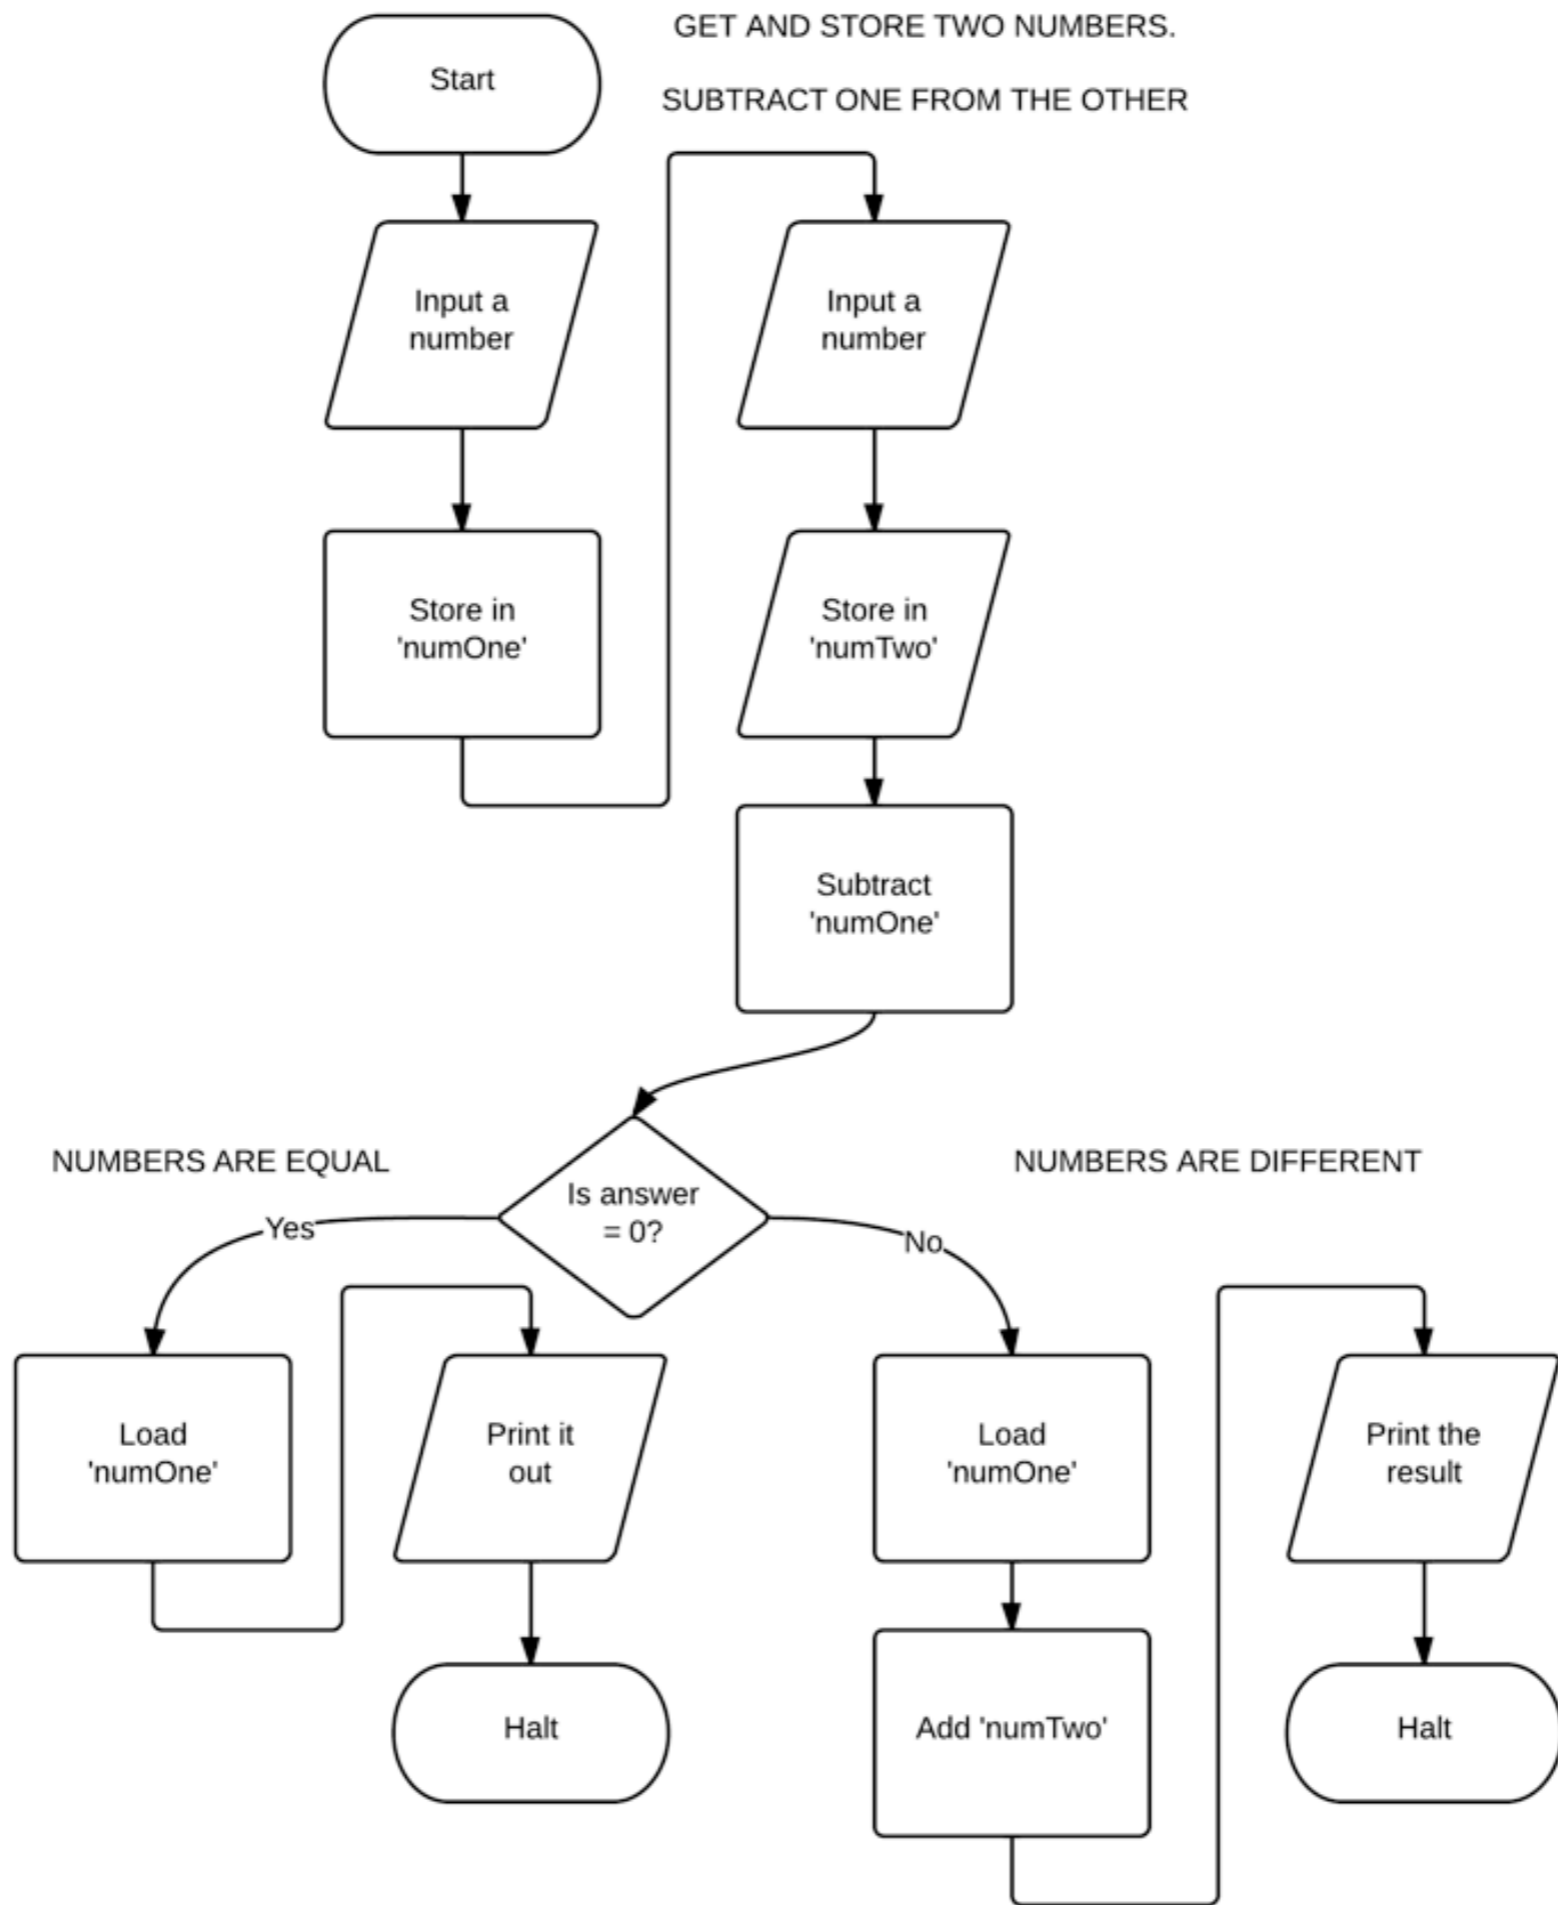 GET AND STORE TWO NUMBERS.
SUBTRACT ONE FROM THE OTHER
Start
Input a
number
Store in
'numOne'
Input a
number
Store in
'numTwo'
Subtract
'numOne'
Is answer
= 0?
NUMBERS ARE EQUAL
Yes
Load
'numOne'
Print it
out
Halt
NUMBERS ARE DIFFERENT
No
Load
'numOne'
Add 'numTwo'
Print the
result
Halt